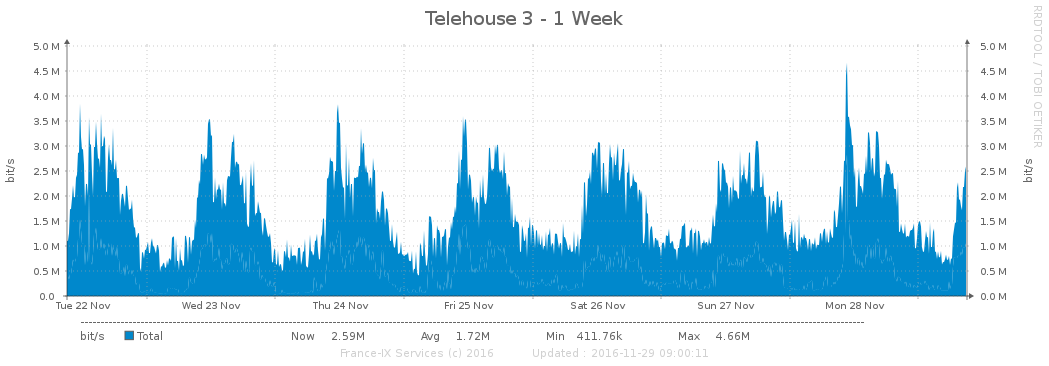 Telehouse 3 - 1 Week
RRDTOOL / TOBI OETIKER
bit/s
bit/s
5.0 M 5.0 M
4.5 M 4.5 M
4.0 M 4.0 M
3.5 M 3.5 M
3.0 M 3.0 M
2.5 M 2.5 M
2.0 M 2.0 M
1.5 M 1.5 M
1.0 M 1.0 M
0.5 M 0.5 M
0.0 0.0 M
Tue 22 Nov Wed 23 Nov Thu 24 Nov Fri 25 Nov Sat 26 Nov Sun 27 Nov Mon 28 Nov
bit/s Total Now 2.59M Avg 1.72M Min 411.76k Max 4.66M
France-IX Services (c) 2016 Updated : 2016-11-29 09:00:11